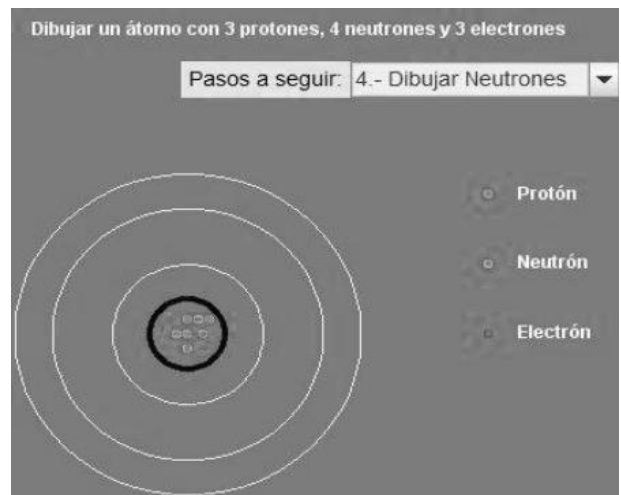 Dibujar un átomo con 3 protones, 4 neutrones y 3 electrones
Pasos a seguir: 4.- Dibujar Neutrones
Protón
Neutrón
Electrón